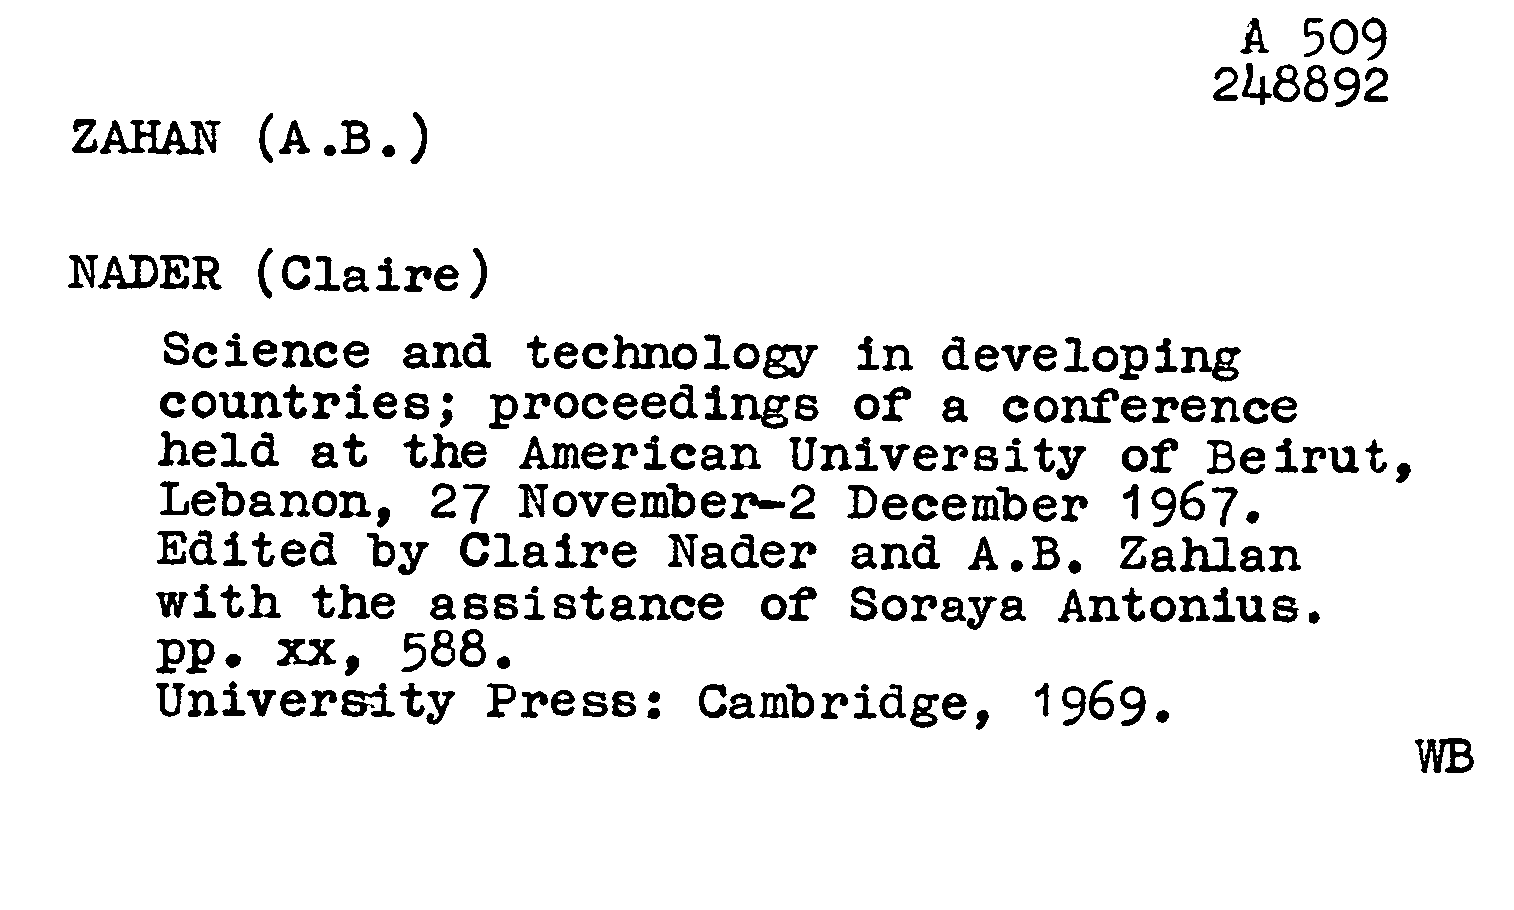 A 509
248892
ZAHAN (A.B.)
NADER (Claire)
Science and technology in developing
countries; proceedings of a conference
held at the American University of Beirut,
Lebanon, 27 November-2 December 1967.
Edited by Claire Nader and A.B. Zahlan
with the assistance of Soraya Antonius.
pp. xx, 588.
University Press: Cambridge, 1969.
WB